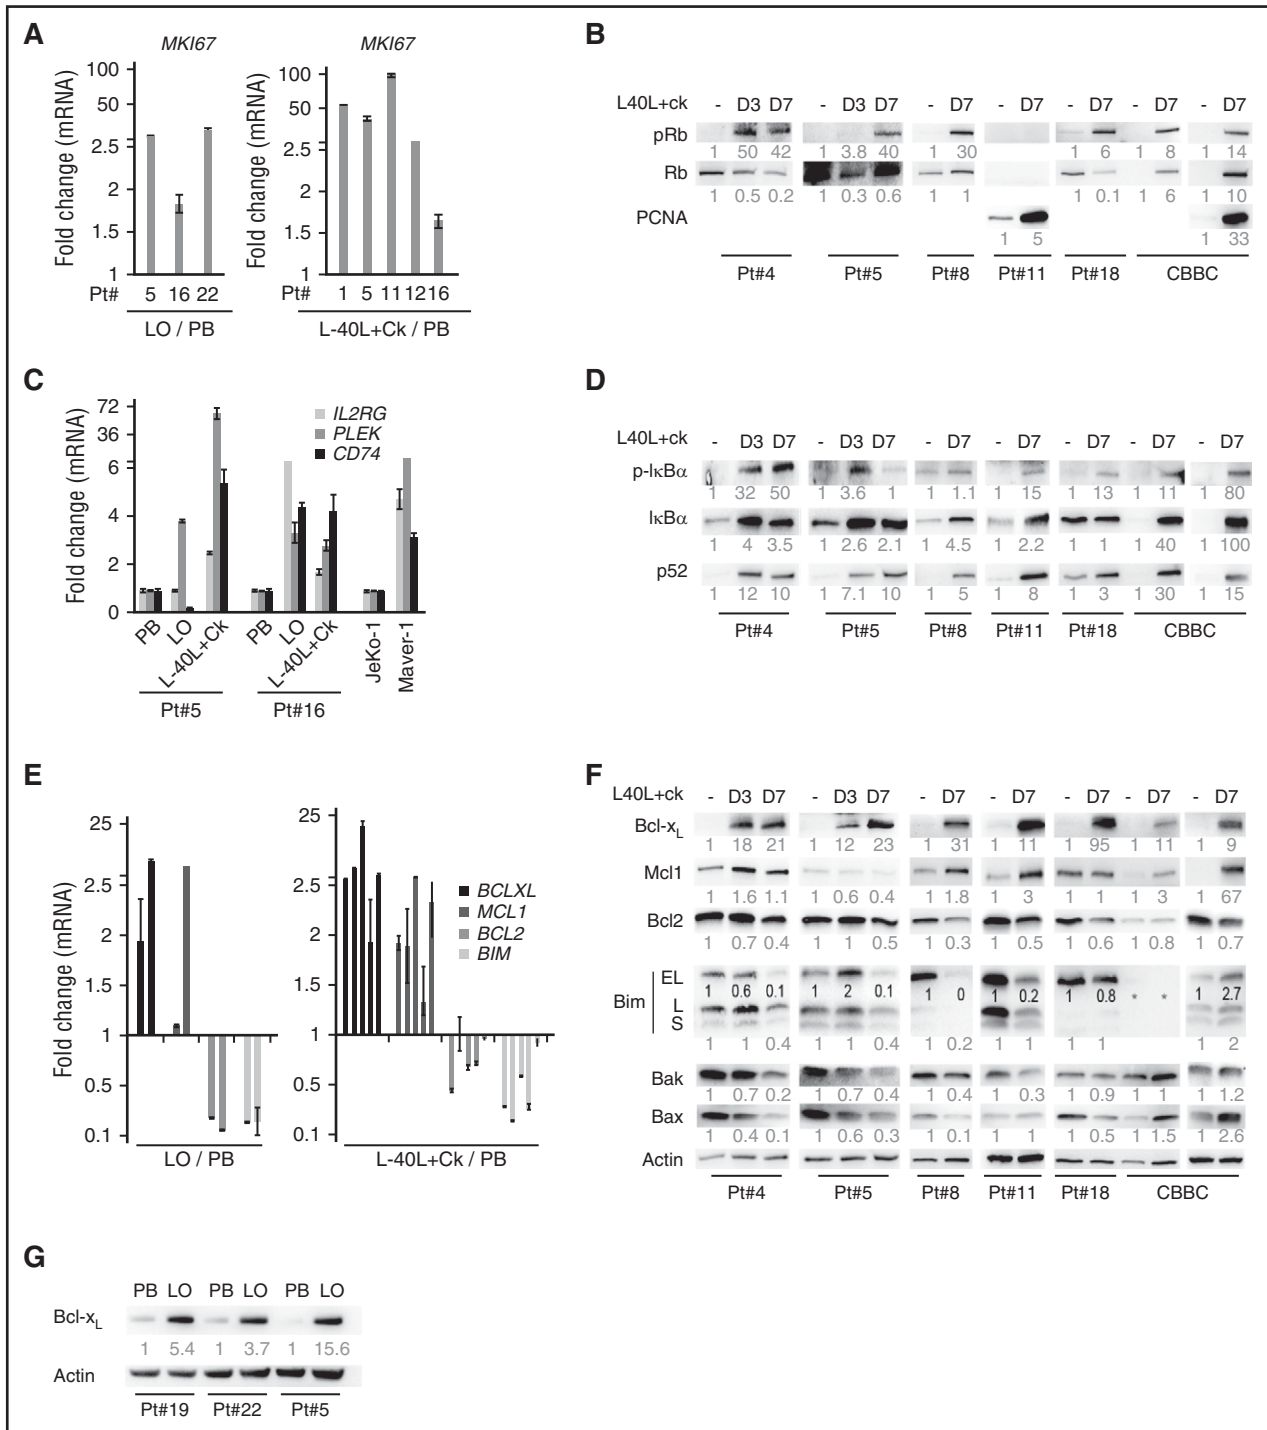 A
MKI67
MKI67
Fold change (mRNA)
100
50
2.5
2
1.5
1
Pt# 5 16 22
LO / PB
Fold change (mRNA)
100
50
2.5
2
1.5
1
Pt# 1 5 11 12 16
L-40L+Ck / PB
B
L40L+ck - D3 D7 - D3 D7 - D7 - D7 - D7 - D7 D7
pRb
1 50 42 1 3.8 40 1 30 1 6 1 8 1 14
Rb
1 0.5 0.2 1 0.3 0.6 1 1 1 0.1 1 6 1 10
PCNA
1 5 1 33
Pt#4 Pt#5 Pt#8 Pt#11 Pt#18 CBBC
C
Fold change (mRNA)
72
36
6
4
2
0
IL2RG
PLEK
CD74
PB LO L-40L+Ck PB LO L-40L+Ck JeKo-1 Maver-1
Pt#5 Pt#16
D
L40L+ck - D3 D7 - D3 D7 - D7 - D7 - D7 - D7 D7
p-IκBα
1 32 50 1 3.6 1 1 1.1 1 15 1 13 1 11 1 80
IκBα
1 4 3.5 1 2.6 2.1 1 4.5 1 2.2 1 1 1 40 1 100
p52
1 12 10 1 7.1 10 1 5 1 8 1 3 1 30 1 15
Pt#4 Pt#5 Pt#8 Pt#11 Pt#18 CBBC
E
Fold change (mRNA)
25
2.5
2
1.5
1
0.5
0.1
LO / PB
25
2.5
2
1.5
1
0.5
0.1
L-40L+Ck / PB
BCLXL
MCL1
BCL2
BIM
F
L40L+ck - D3 D7 - D3 D7 - D7 - D7 - D7 - D7 D7
Bcl-xL
1 18 21 1 12 23 1 31 1 11 1 95 1 11 1 9
Mcl1
1 1.6 1.1 1 0.6 0.4 1 1.8 1 3 1 1 1 3 1 67
Bcl2
1 0.7 0.4 1 1 0.5 1 0.3 1 0.5 1 0.6 1 0.8 1 0.7
Bim
EL
1 0.6 0.1 1 2 0.1 1 0 1 0.2 1 0.8 * * 1 2.7
L
S
1 1 0.4 1 1 0.4 1 0.2 1 1 1 1 1 2
Bak
1 0.7 0.2 1 0.7 0.4 1 0.4 1 0.3 1 0.9 1 1 1 1.2
Bax
1 0.4 0.1 1 0.6 0.3 1 0.1 1 1 1 0.5 1 1.5 1 2.6
Actin
Pt#4 Pt#5 Pt#8 Pt#11 Pt#18 CBBC
G
PB LO PB LO PB LO
Bcl-xL
1 5.4 1 3.7 1 15.6
Actin
Pt#19 Pt#22 Pt#5